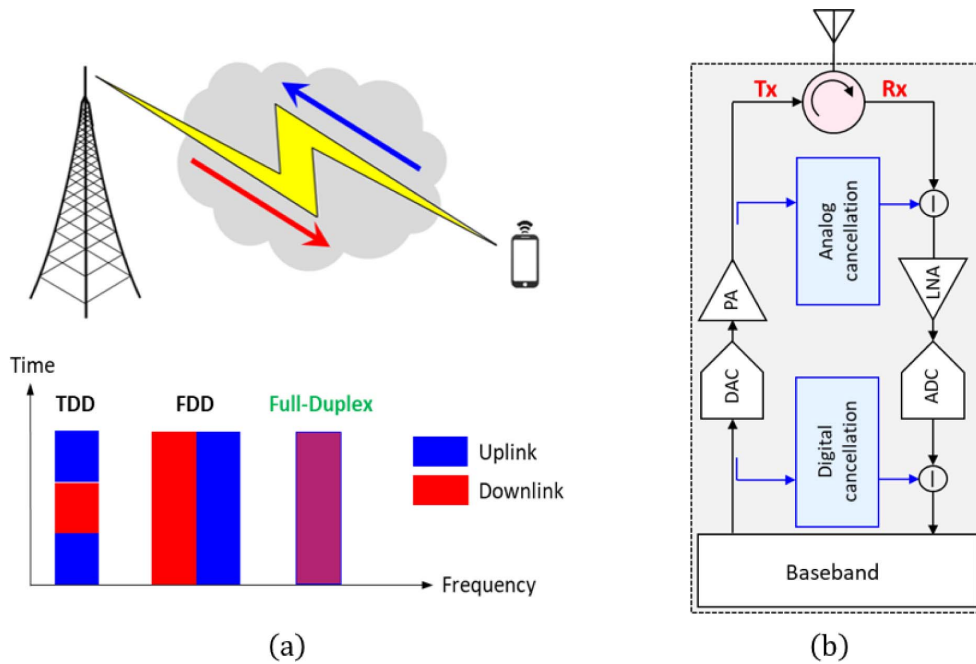 Time
TDD
FDD
Full-Duplex
Uplink
Downlink
Frequency
(a)
Tx
Rx
Analog
cancellation
PA
LNA
DAC
ADC
Digital
cancellation
Baseband
(b)